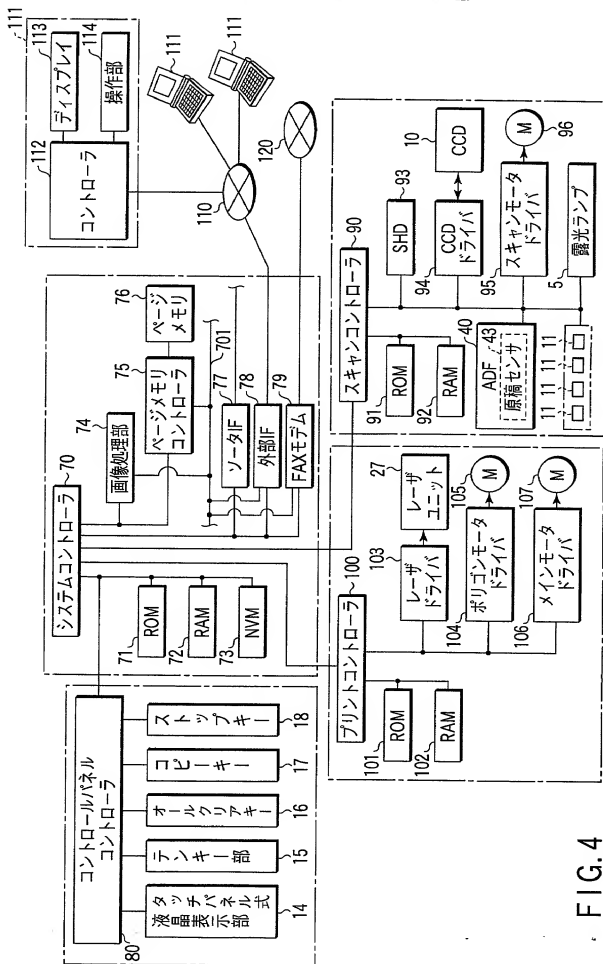 111
113
ディスプレイ
114
操作部
112
コントローラ
111
111
110
120
70
システムコントローラ
74
画像処理部
75
ページメモリ
コントローラ
76
ページ
メモリ
701
77
ソータIF
78
外部IF
79
FAXモデム
71
ROM
72
RAM
73
NVM
80
コントロールパネル
コントローラ
14
タッチパネル式
液晶表示部
15
テンキー部
16
オールクリアキー
17
コピーキー
18
ストップキー
90
スキャンコントローラ
91
ROM
92
RAM
93
SHD
94
CCD
ドライバ
10
CCD
95
スキャンモータ
ドライバ
96
M
5
露光ランプ
40
ADF
43
原稿センサ
11
11
11
11
100
プリントコントローラ
101
ROM
102
RAM
103
レーザ
ドライバ
27
レーザ
ユニット
104
ポリゴンモータ
ドライバ
105
M
106
メインモータ
ドライバ
107
M
FIG. 4